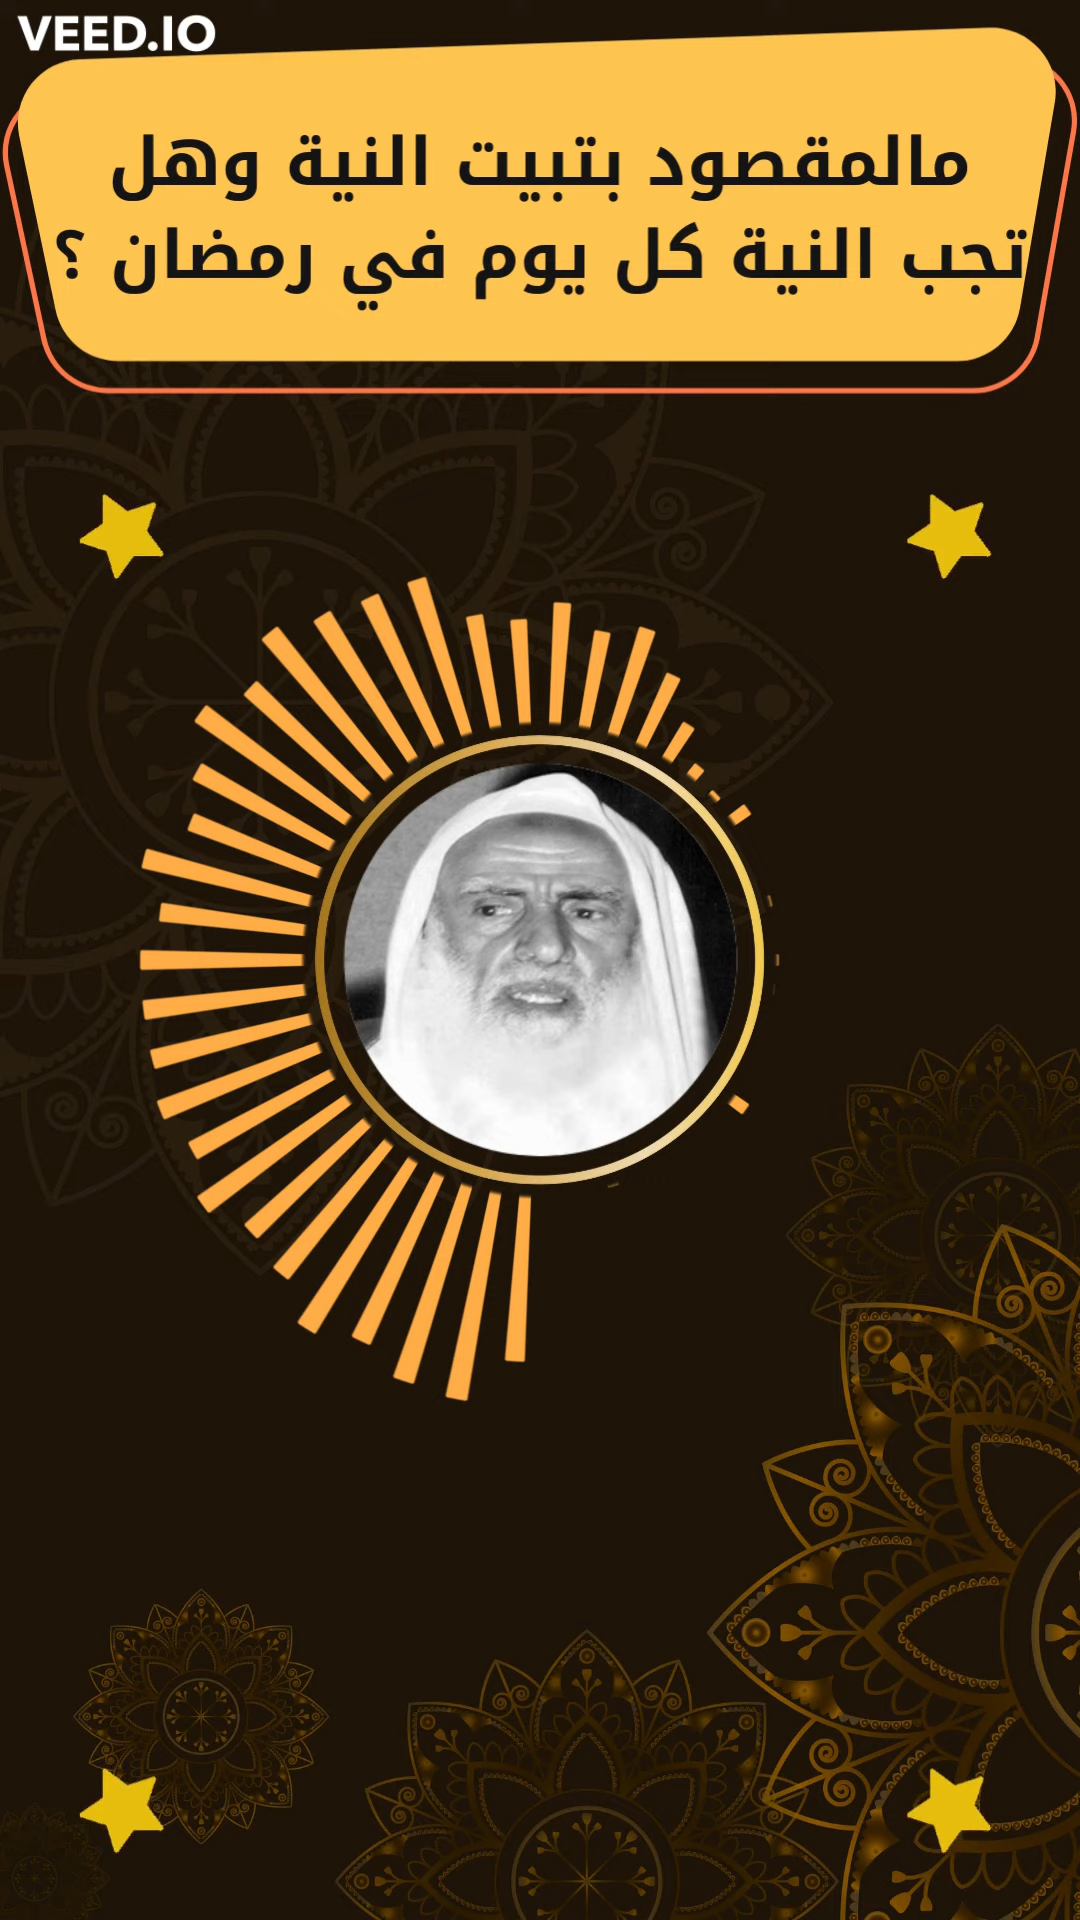 VEED.IO
مالمقصود بتبيت النية وهل
تجب النية كل يوم في رمضان ؟